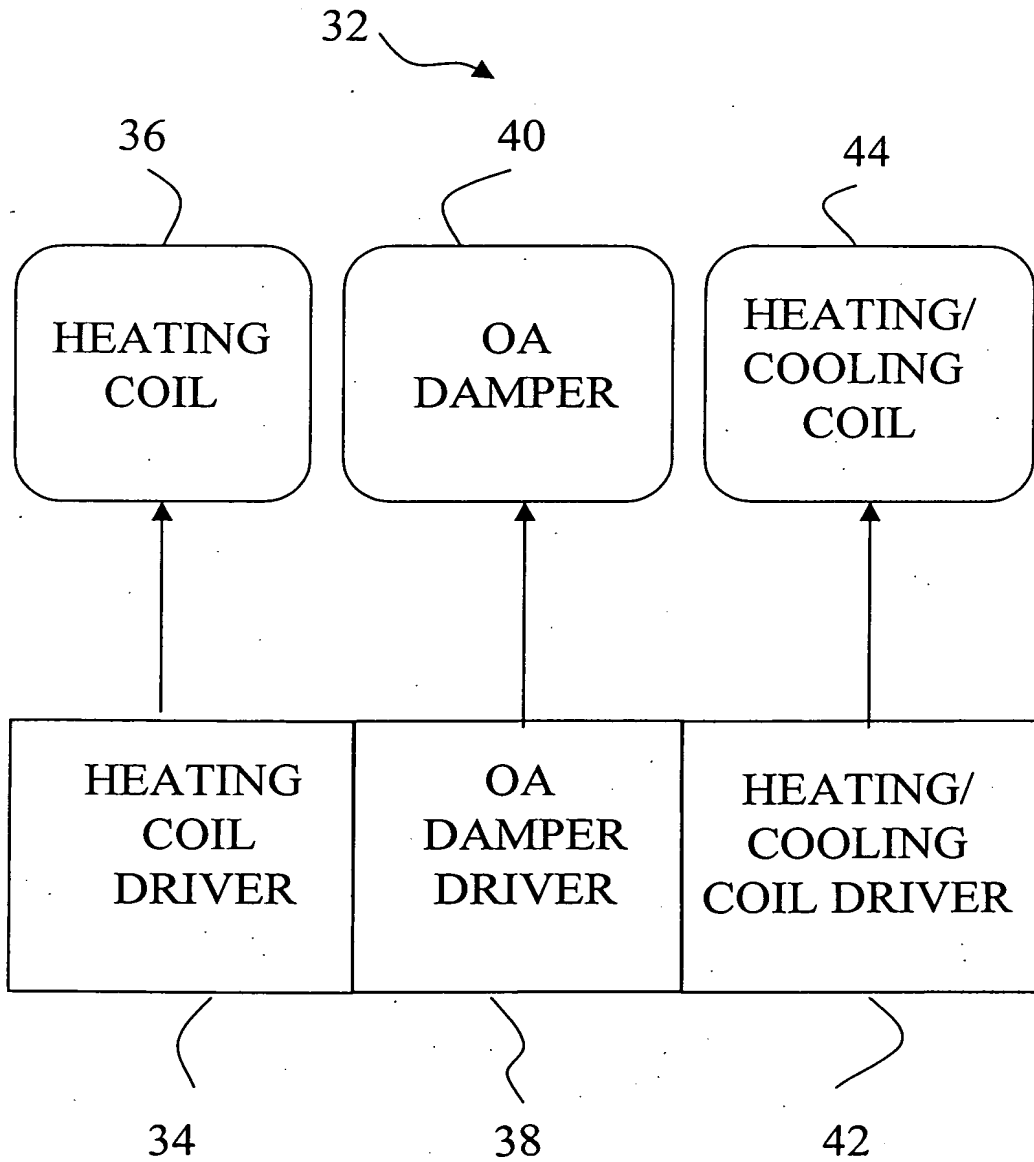 32
36
40
44
HEATING
COIL
OA
DAMPER
HEATING/
COOLING
COIL
HEATING
COIL
DRIVER
OA
DAMPER
DRIVER
HEATING/
COOLING
COIL DRIVER
34
38
42